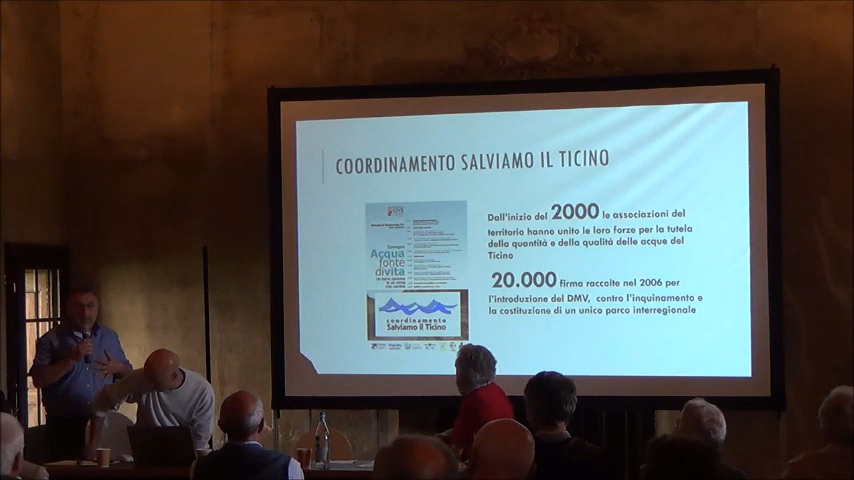 COORDINAMENTO SALVIAMO IL TICINO
Convegno
Acqua
fonte
di vita
coordinamento
Salviamo il Ticino
Dall'inizio del 2000 le associazioni del
territorio hanno unito le loro forze per la tutela
della quantità e della qualità delle acque del
Ticino
20.000 firma raccolte nel 2006 per
l'introduzione del DMV, contro l'inquinamento e
la costituzione di un unico parco interregionale